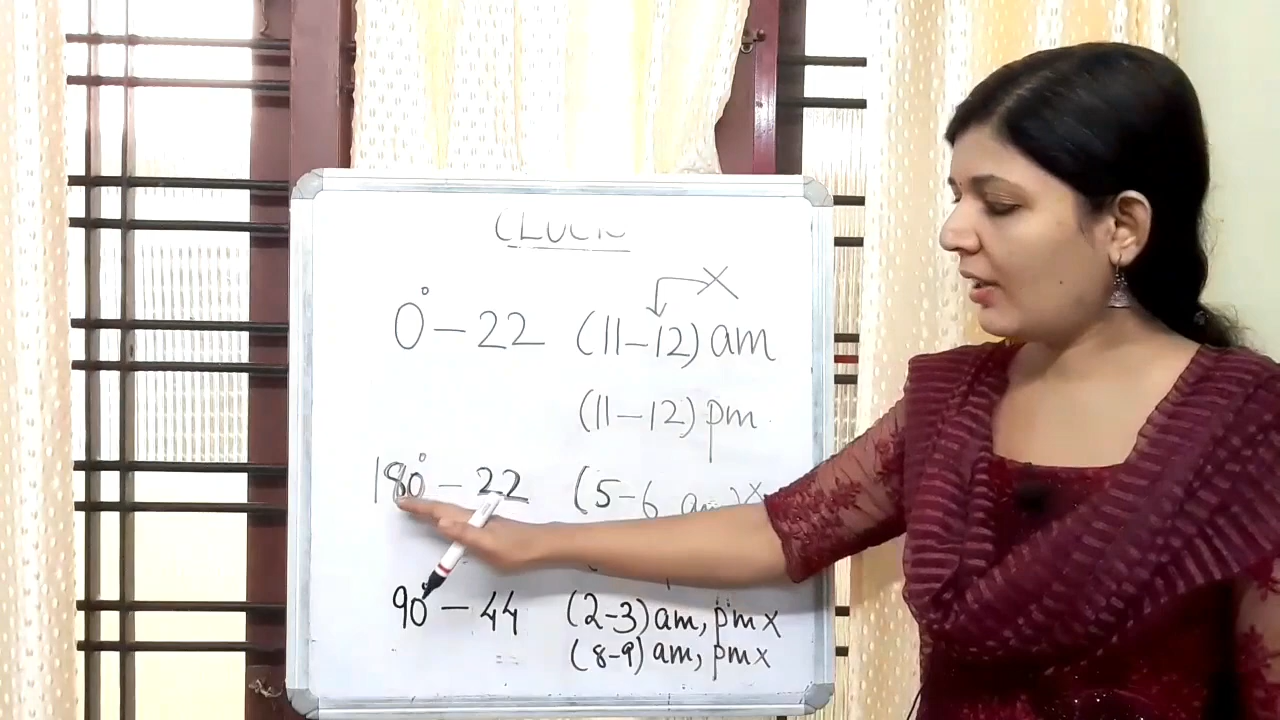 0° – 22 (11–12) am
(11–12) pm
180° – 22 (5–6 am) x
90° – 44 (2–3) am, pm x
(8–9) am, pm x